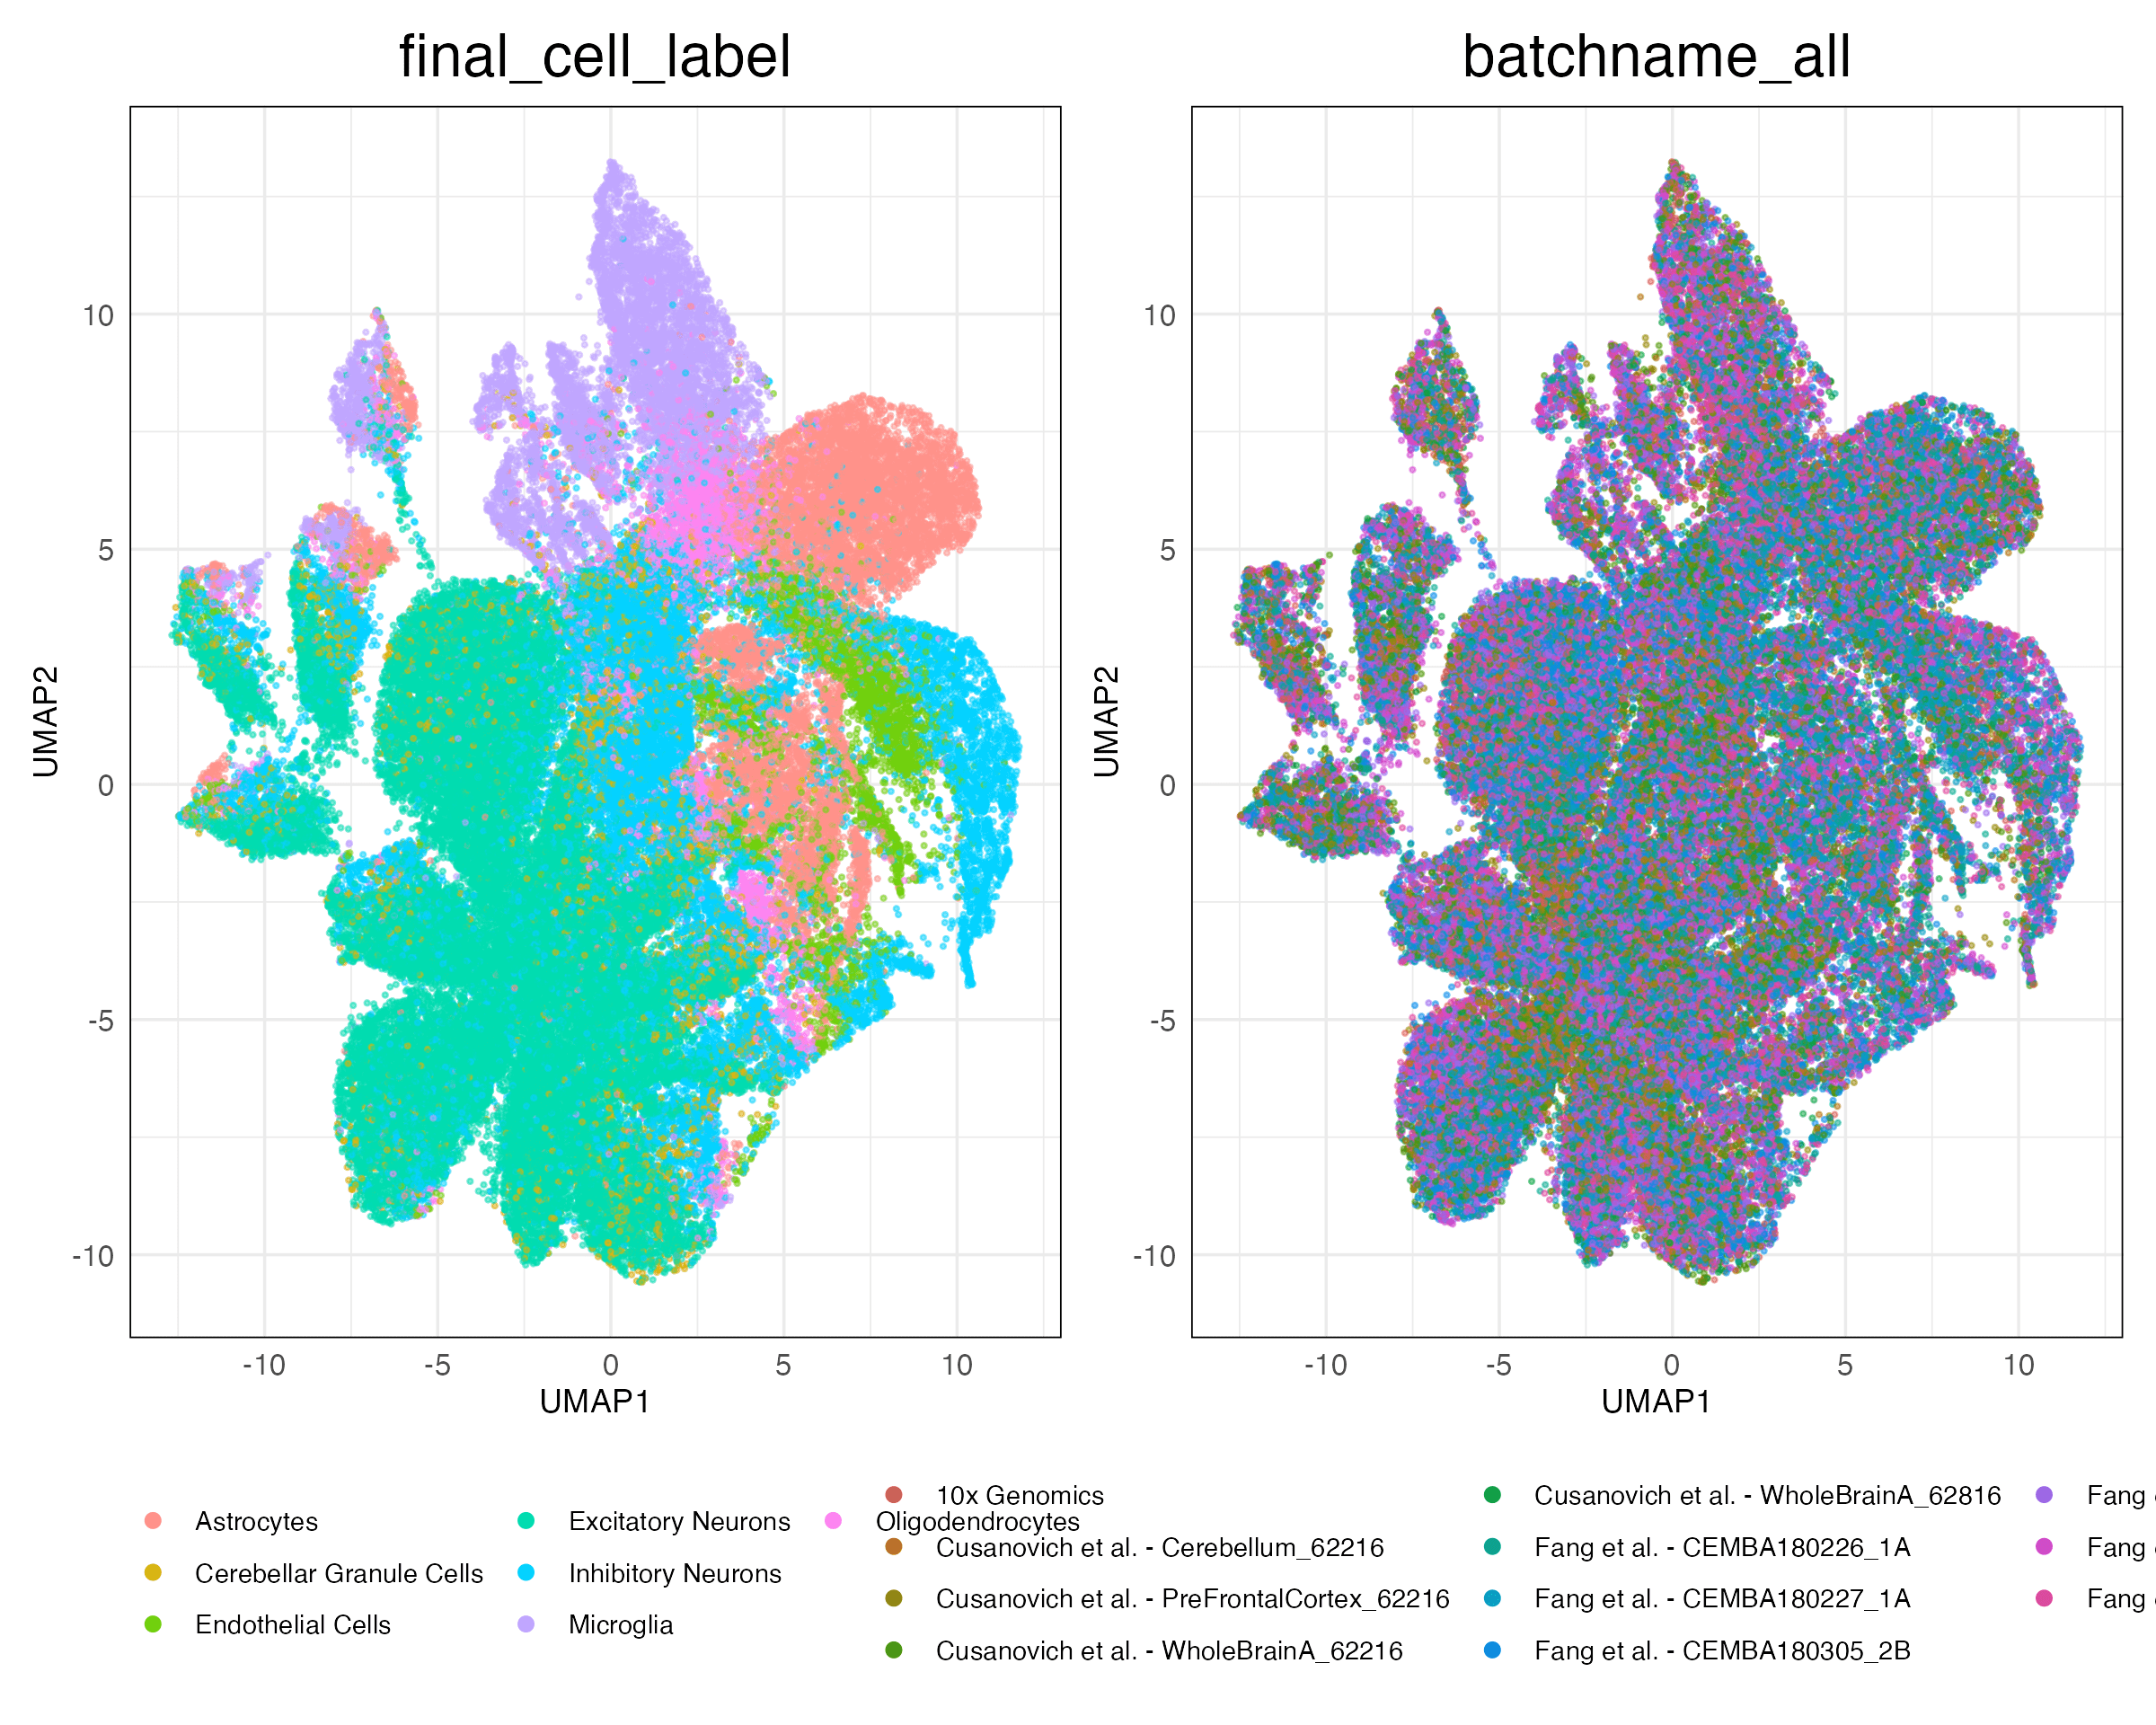 final_cell_label
batchname_all
UMAP2
10
5
0
-5
-10
-10
-5
0
5
10
UMAP1
UMAP2
10
5
0
-5
-10
-10
-5
0
5
10
UMAP1
Astrocytes
Cerebellar Granule Cells
Endothelial Cells
Excitatory Neurons
Inhibitory Neurons
Microglia
Oligodendrocytes
10x Genomics
Cusanovich et al. - Cerebellum_62216
Cusanovich et al. - PreFrontalCortex_62216
Cusanovich et al. - WholeBrainA_62216
Cusanovich et al. - WholeBrainA_62816
Fang et al. - CEMBA180226_1A
Fang et al. - CEMBA180227_1A
Fang et al. - CEMBA180305_2B
Fang
Fang
Fang